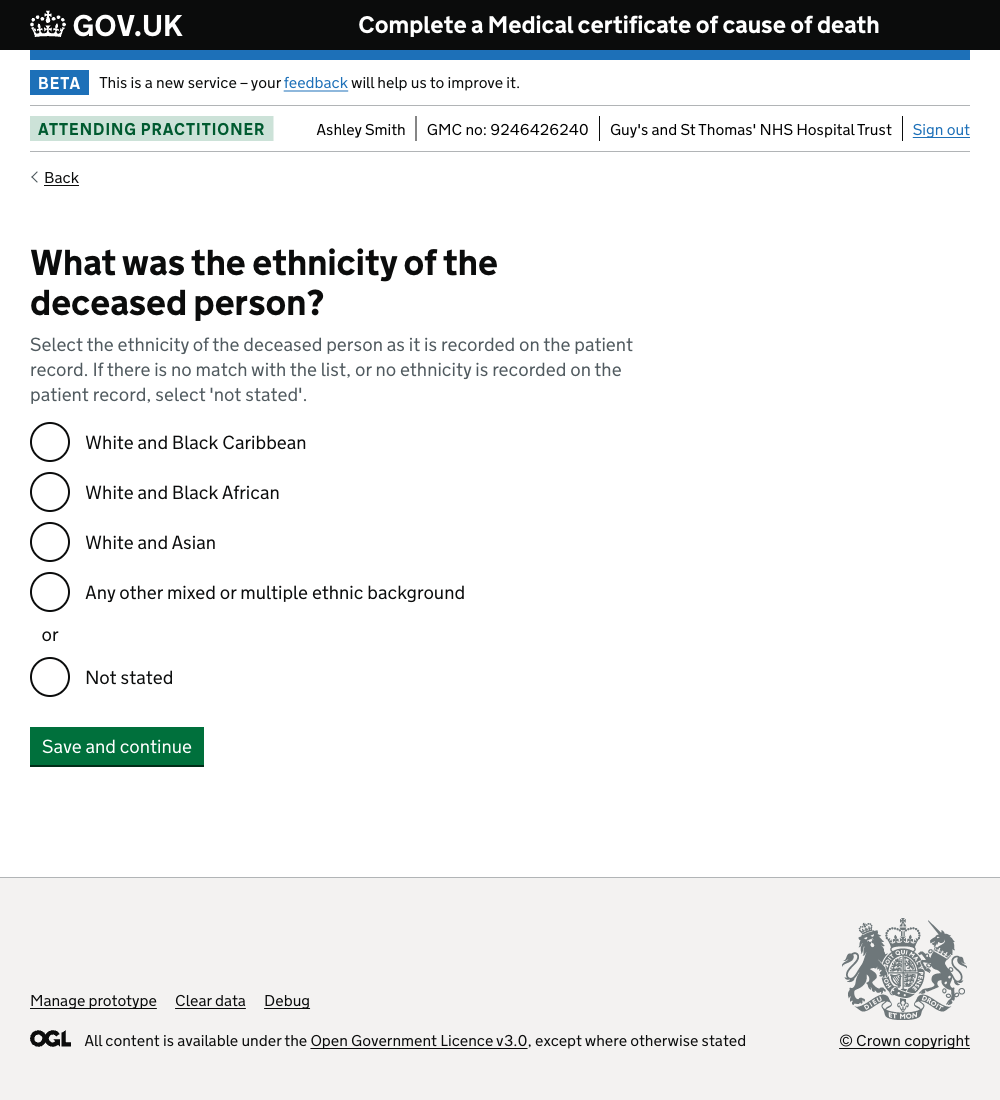 GOV.UK
Complete a Medical certificate of cause of death
BETA
This is a new service – your feedback will help us to improve it.
ATTENDING PRACTITIONER
Ashley Smith
GMC no: 9246426240
Guy's and St Thomas' NHS Hospital Trust
Sign out
Back
What was the ethnicity of the
deceased person?
Select the ethnicity of the deceased person as it is recorded on the patient
record. If there is no match with the list, or no ethnicity is recorded on the
patient record, select 'not stated'.
White and Black Caribbean
White and Black African
White and Asian
Any other mixed or multiple ethnic background
or
Not stated
Save and continue
Manage prototype
Clear data
Debug
DIEU ET MON DROIT
OGL
All content is available under the Open Government Licence v3.0, except where otherwise stated
© Crown copyright